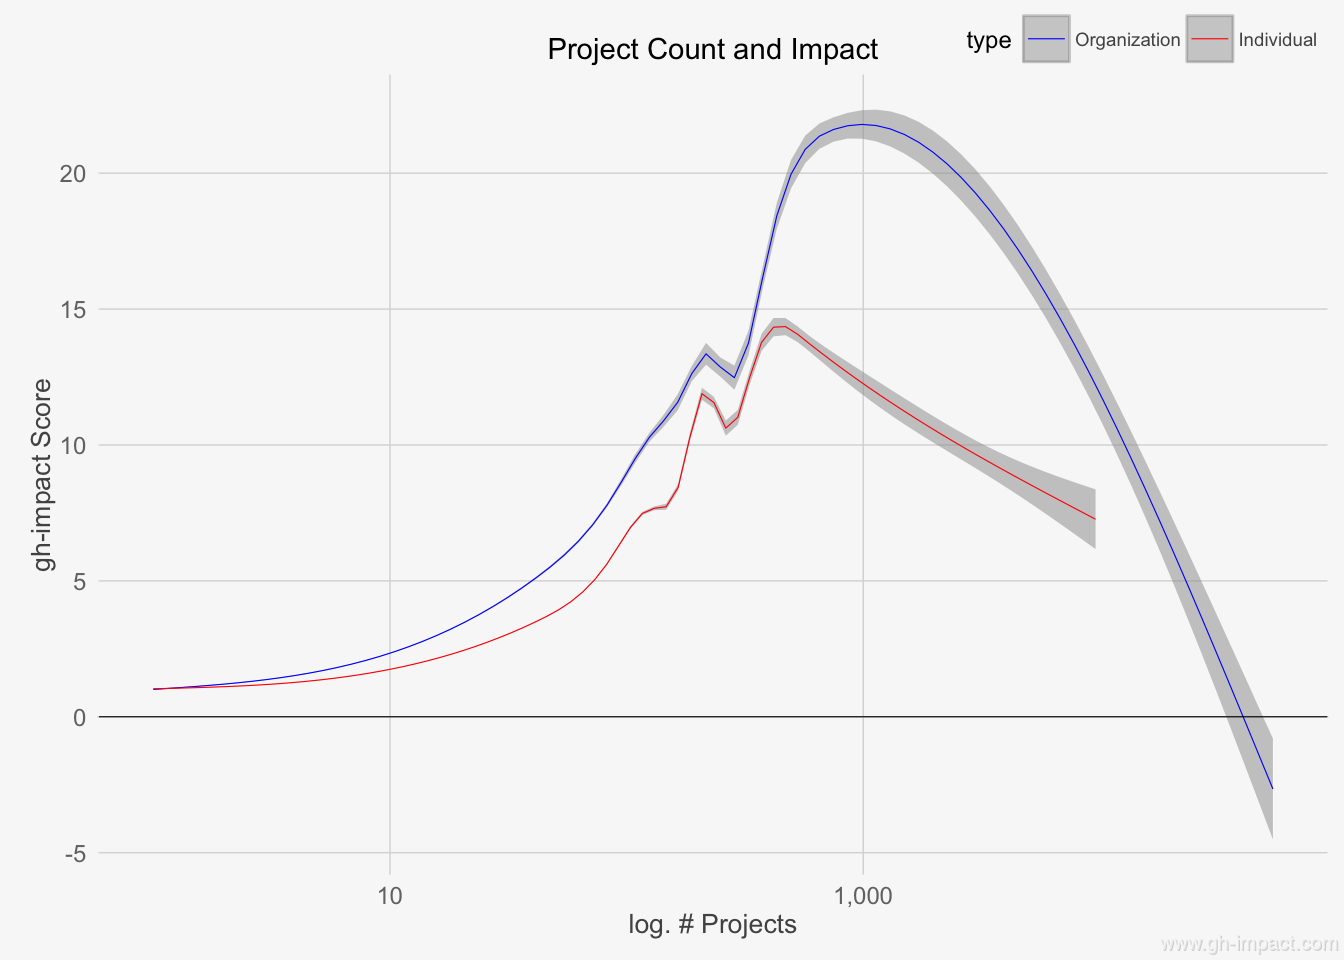 Project Count and Impact
type Organization Individual
gh-impact Score
20
15
10
5
0
-5
10 1,000
log. # Projects
www.gh-impact.com